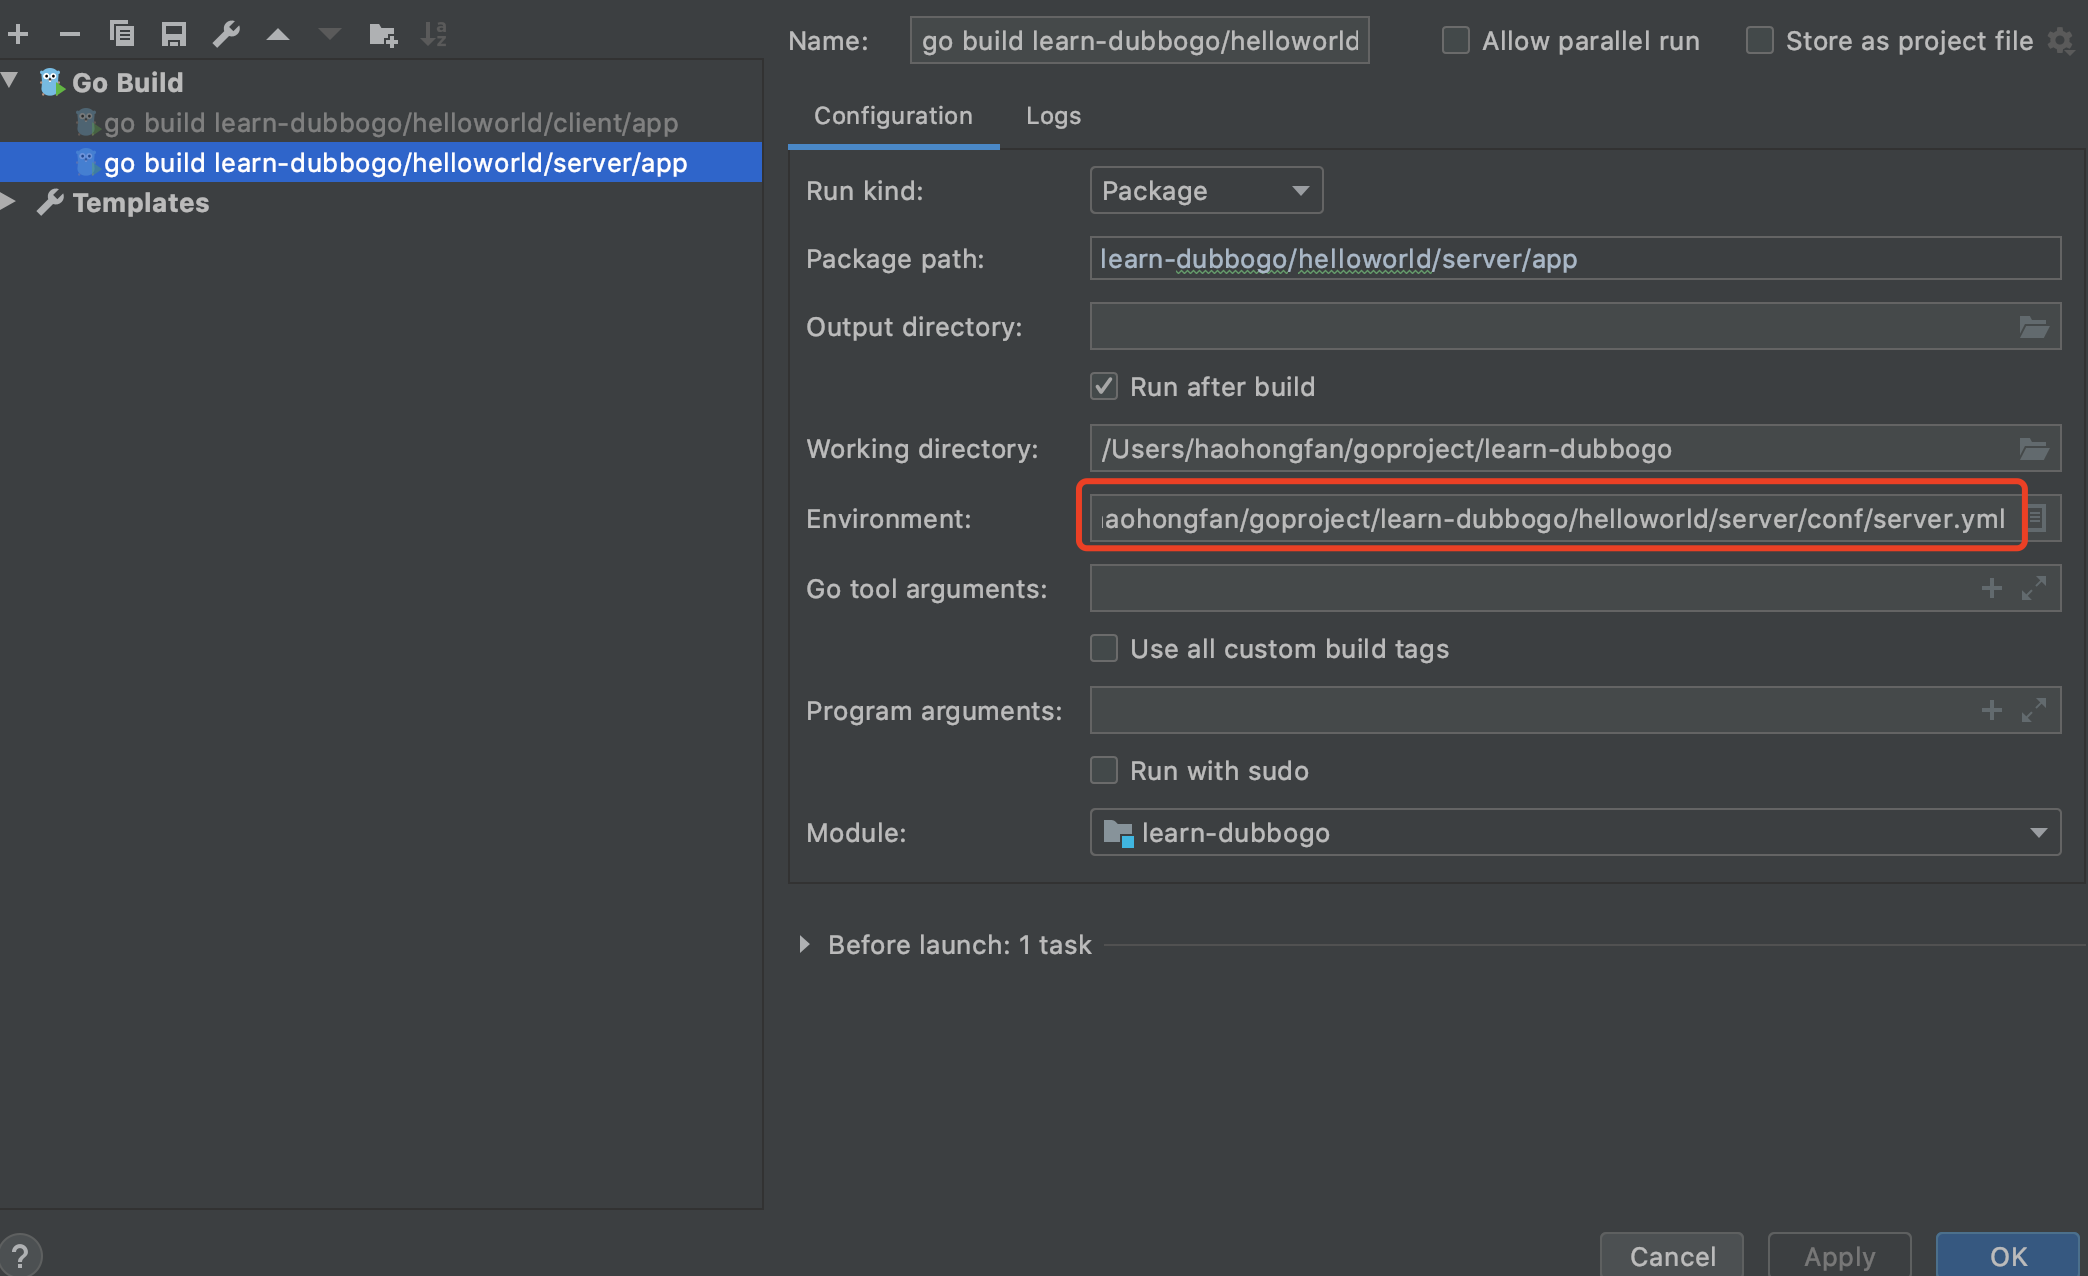 Go Build
go build learn-dubbogo/helloworld/client/app
go build learn-dubbogo/helloworld/server/app
Templates
Name: go build learn-dubbogo/helloworld
Allow parallel run
Store as project file
Configuration Logs
Run kind: Package
Package path: learn-dubbogo/helloworld/server/app
Output directory:
Run after build
Working directory: /Users/haohongfan/goproject/learn-dubbogo
Environment: haohongfan/goproject/learn-dubbogo/helloworld/server/conf/server.yml
Go tool arguments:
Use all custom build tags
Program arguments:
Run with sudo
Module: learn-dubbogo
Before launch: 1 task
?
Cancel Apply OK